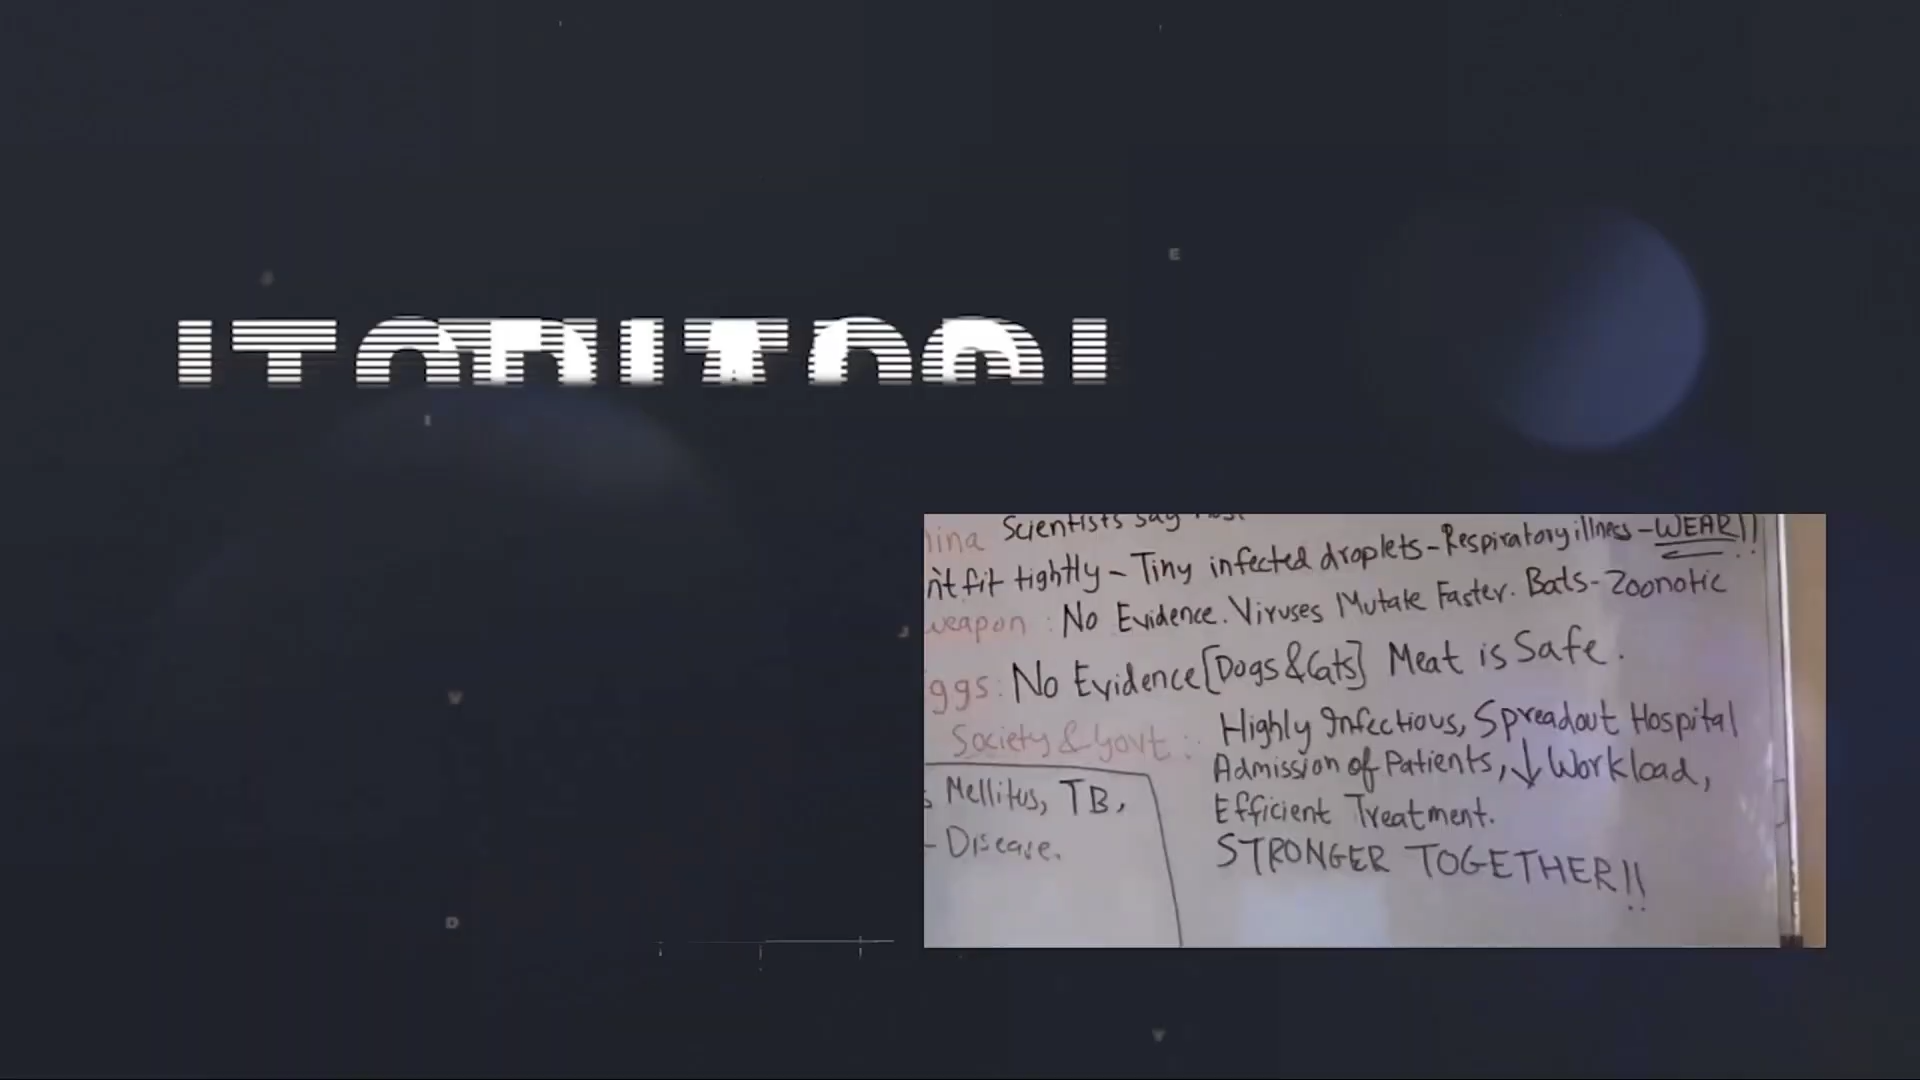 Scientists say
fit tightly - Tiny infected droplets - Respiratory illness - WEAR!!
weapon : No Evidence. Viruses Mutate Faster. Bats - Zoonotic
ggs: No Evidence [Dogs & Cats] Meat is Safe.
Society & Govt : Highly Infectious, Spreadout Hospital
Admission of Patients, ↓ Workload,
Efficient Treatment.
STRONGER TOGETHER!!
Mellitus, TB,
- Disease.
E
I
V
D